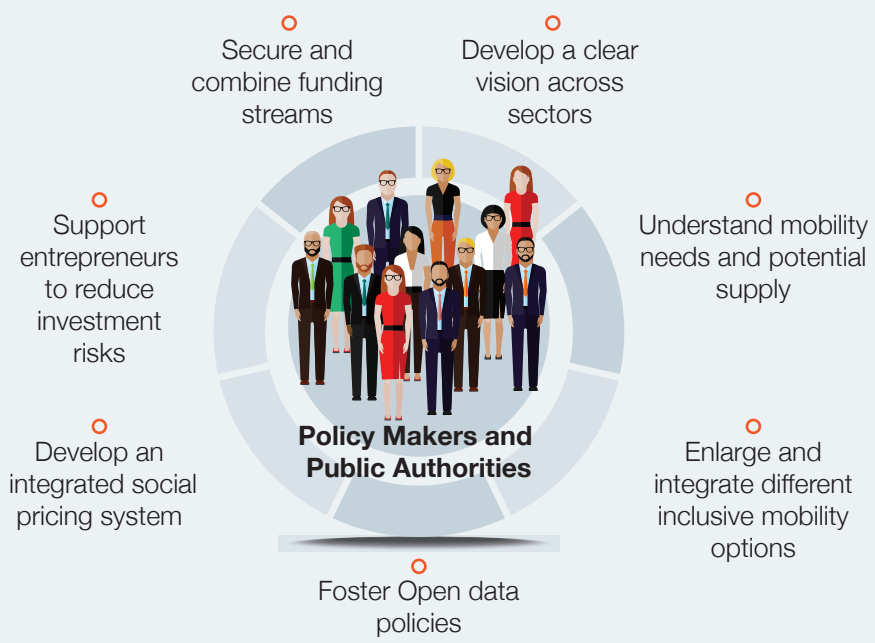 Secure and
combine funding
streams
Develop a clear
vision across
sectors
Support
entrepreneurs
to reduce
investment
risks
Understand mobility
needs and potential
supply
Policy Makers and
Public Authorities
Develop an
integrated social
pricing system
Enlarge and
integrate different
inclusive mobility
options
Foster Open data
policies